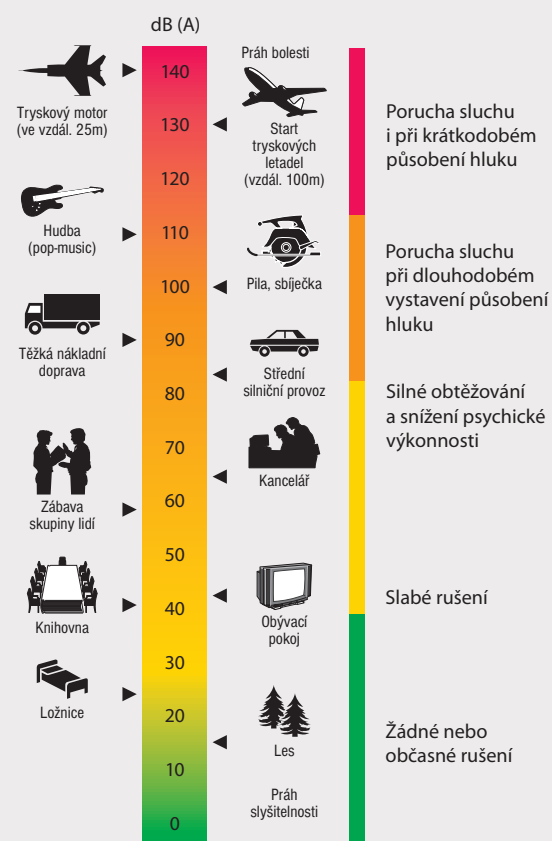 dB (A)
140
130
120
110
100
90
80
70
60
50
40
30
20
10
0
Tryskový motor
(ve vzdál. 25m)
Hudba
(pop-music)
Těžká nákladní
doprava
Zábava
skupiny lidí
Knihovna
Ložnice
Práh bolesti
Start
tryskových
letadel
(vzdál. 100m)
Pila, sbíječka
Střední
silniční provoz
Kancelář
Obývací
pokoj
Les
Práh
slyšitelnosti
Porucha sluchu
i při krátkodobém
působení hluku
Porucha sluchu
při dlouhodobém
vystavení působení
hluku
Silné obtěžování
a snížení psychické
výkonnosti
Slabé rušení
Žádné nebo
občasné rušení